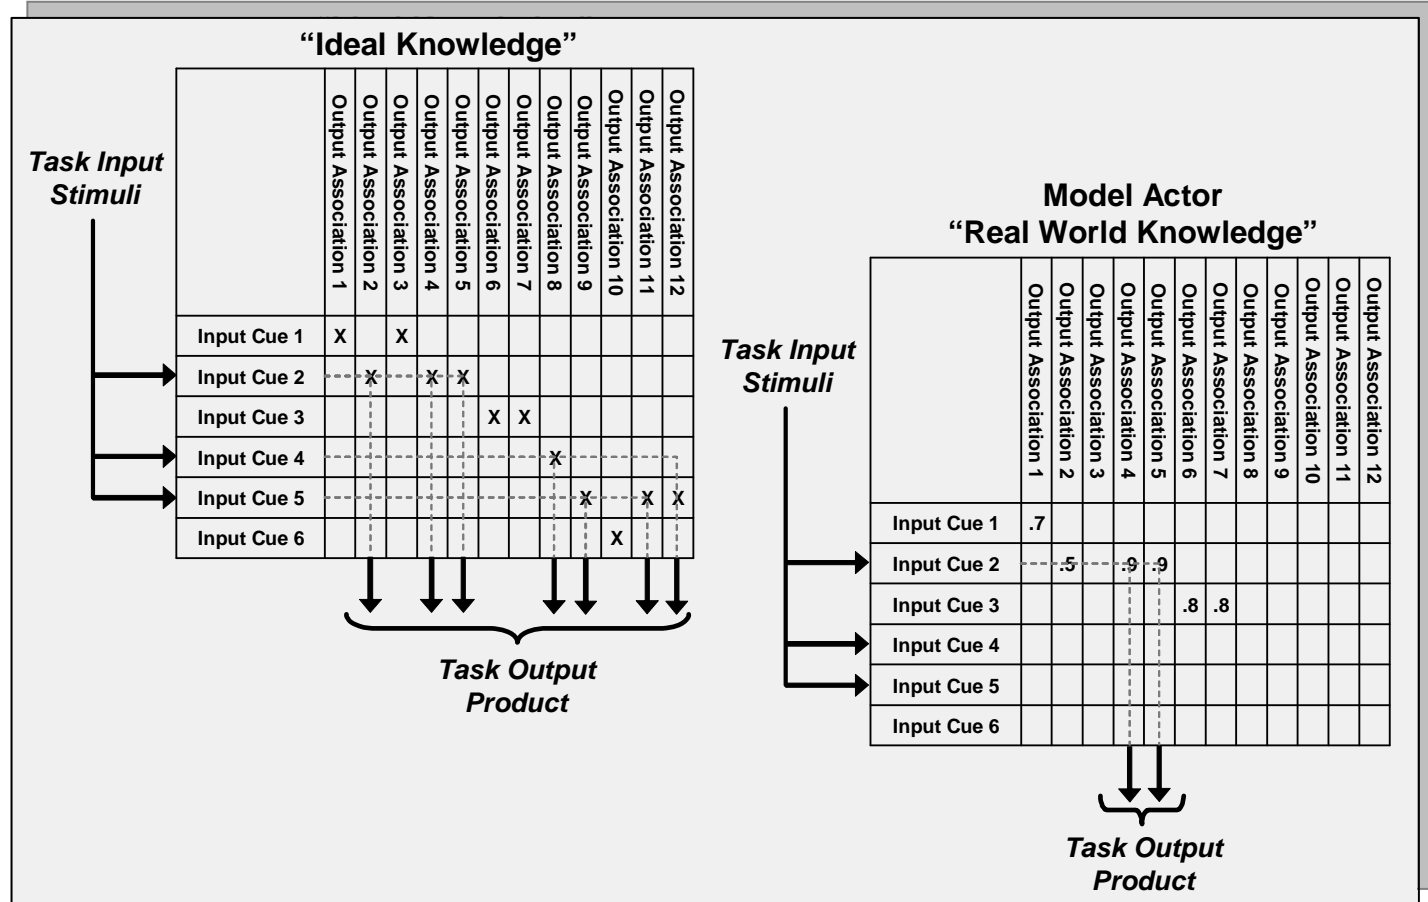 “Ideal Knowledge”
Task Input
Stimuli
Output Association 1
Output Association 2
Output Association 3
Output Association 4
Output Association 5
Output Association 6
Output Association 7
Output Association 8
Output Association 9
Output Association 10
Output Association 11
Output Association 12
Input Cue 1 X X
Input Cue 2 X X X
Input Cue 3 X X
Input Cue 4 X
Input Cue 5 X X X
Input Cue 6 X
Task Output
Product
Model Actor
“Real World Knowledge”
Task Input
Stimuli
Output Association 1
Output Association 2
Output Association 3
Output Association 4
Output Association 5
Output Association 6
Output Association 7
Output Association 8
Output Association 9
Output Association 10
Output Association 11
Output Association 12
Input Cue 1 .7
Input Cue 2 .5 .9 .9
Input Cue 3 .8 .8
Input Cue 4
Input Cue 5
Input Cue 6
Task Output
Product